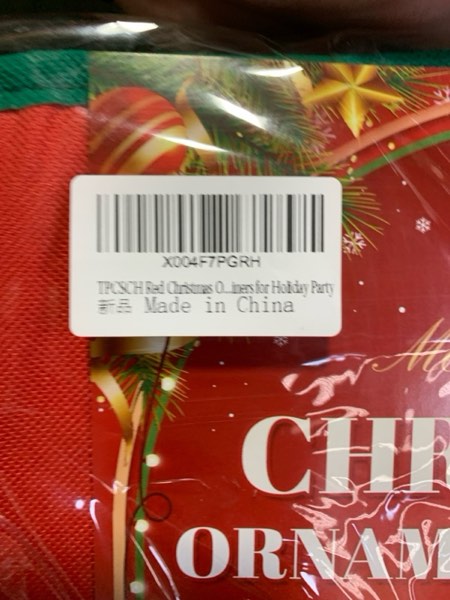 X004F7PGRH
TPCSCH Red Christmas O...iners for Holiday Party
新品 Made in China
CHR
ORNAM